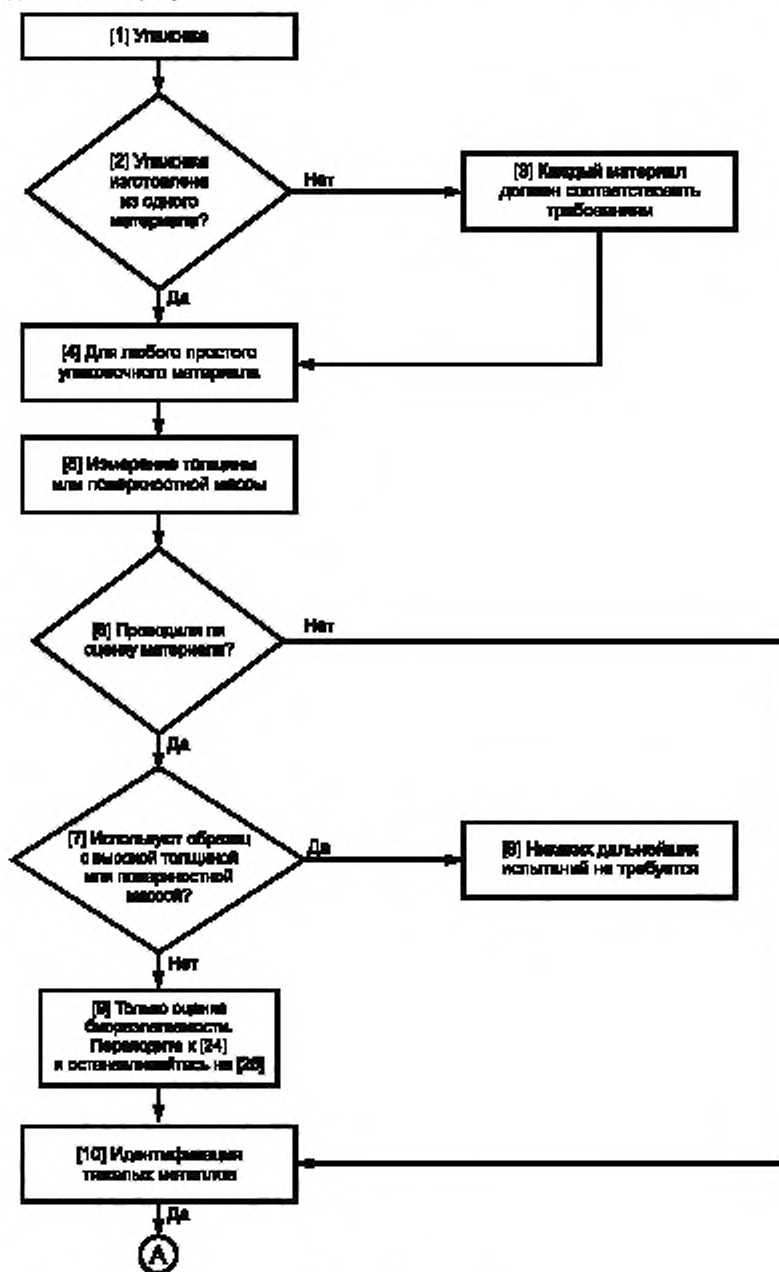 [1] Упаковка
[2] Упаковка
изготовлена
из одного
материала?
Нет
[3] Каждый материал
должен соответствовать
требованиям
Да
[4] Для любого простого
упаковочного материала
[5] Измерение толщины
или поверхностной массы
[6] Проводили ли
оценку материала?
Нет
Да
[7] Используют образец
с высокой толщиной
или поверхностной
массой?
Да
[8] Никаких дальнейших
испытаний не требуется
Нет
[9] Только оценка
биоразлагаемости.
Переходите к [24]
и останавливайтесь на
[10] Идентификация
тяжелых металлов
Да
A